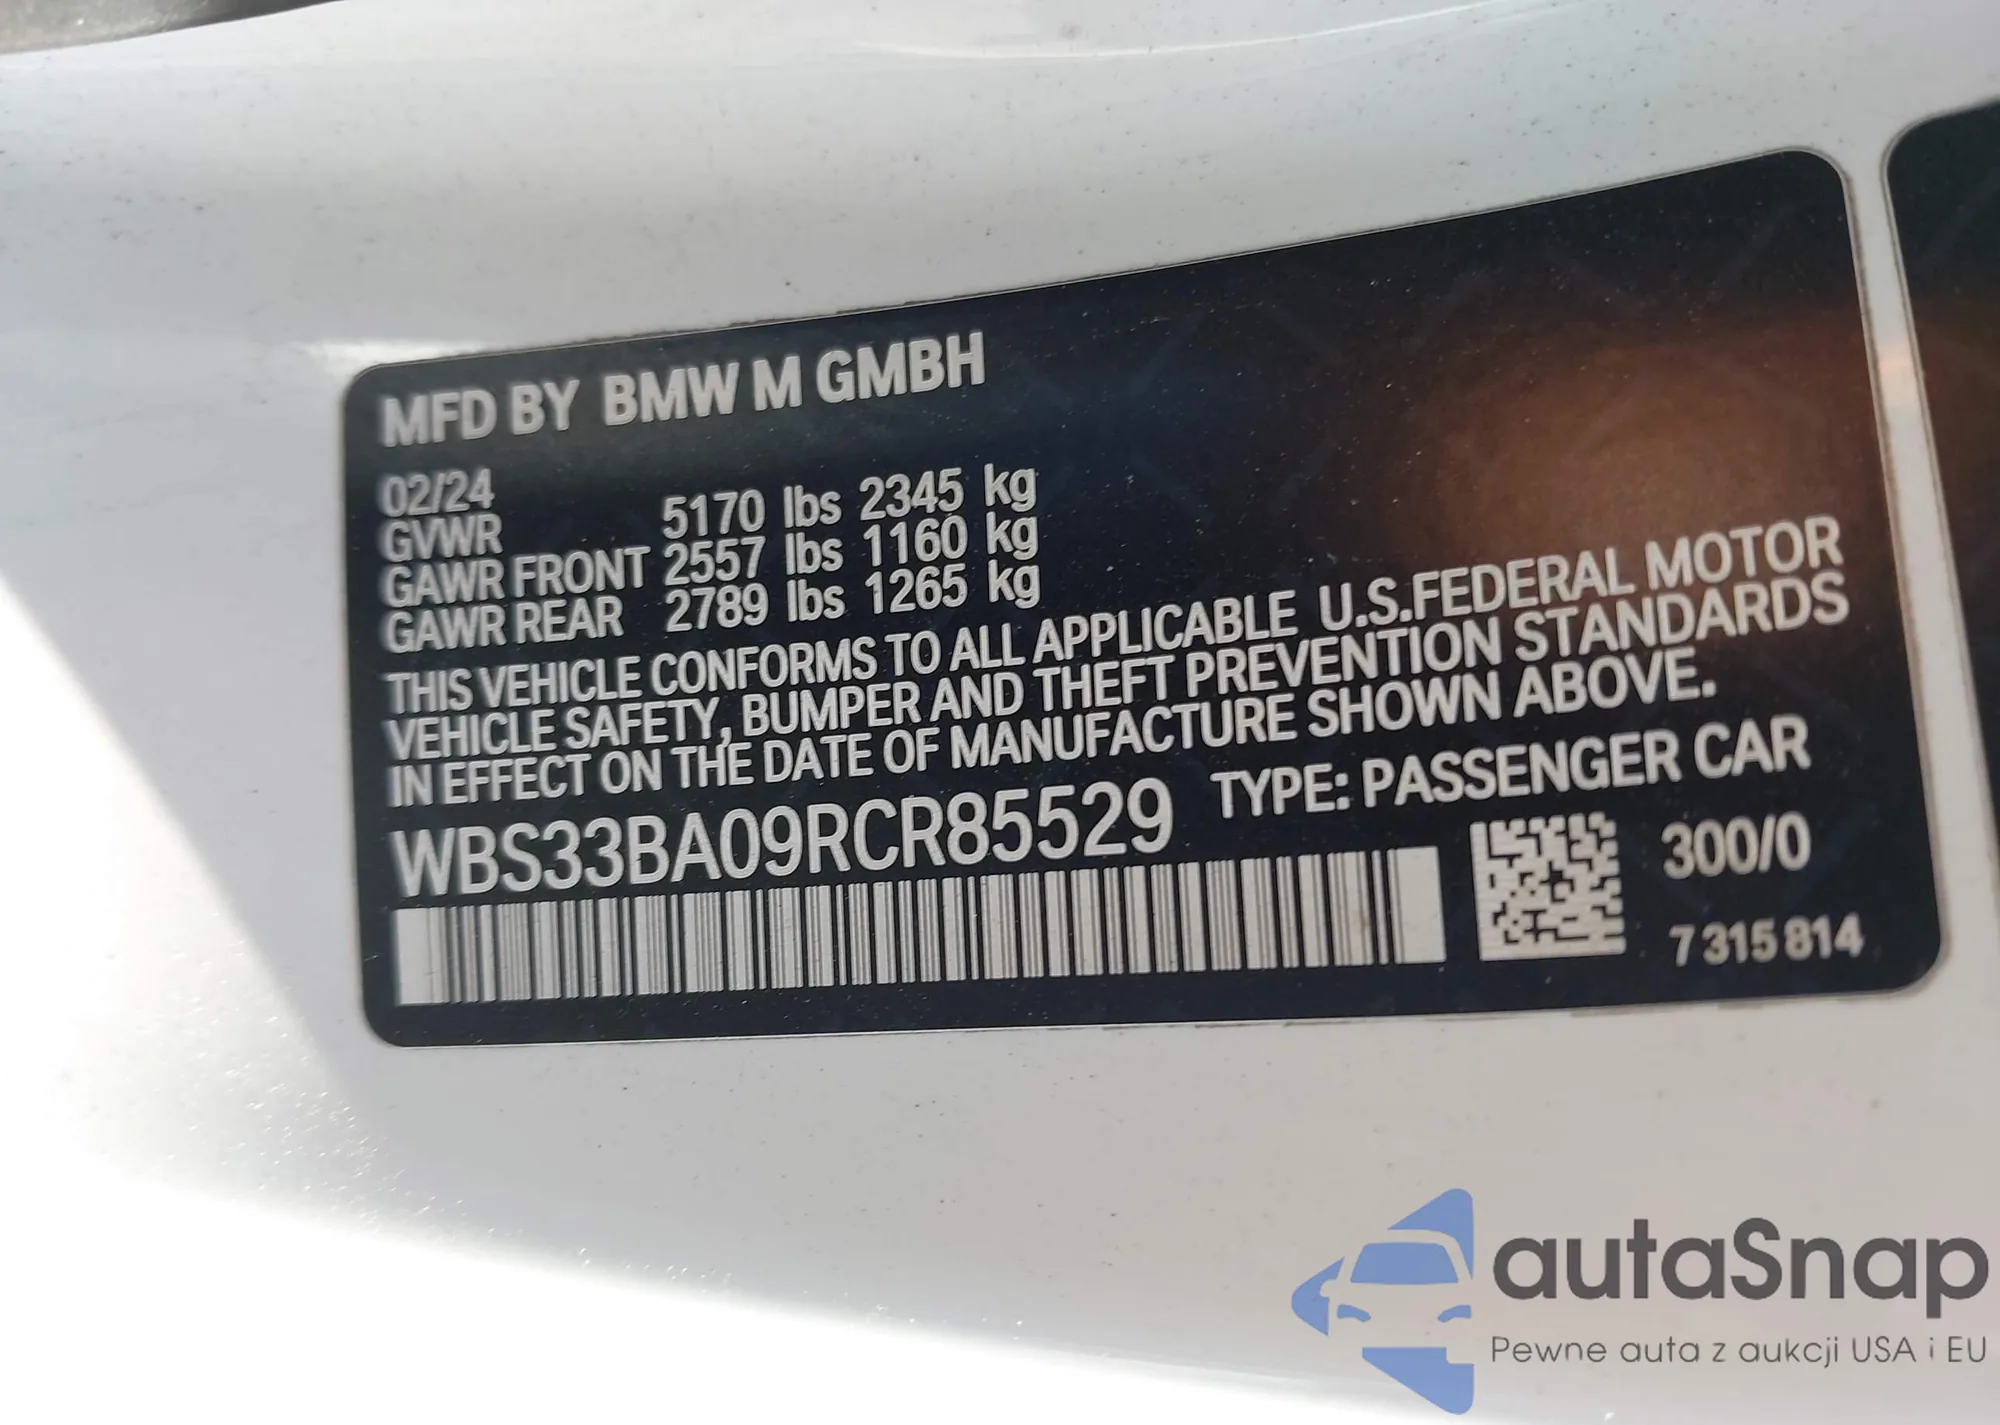 MFD BY BMW M GMBH
02/24
GVWR 5170 lbs 2345 kg
GAWR FRONT 2557 lbs 1160 kg
GAWR REAR 2789 lbs 1265 kg
THIS VEHICLE CONFORMS TO ALL APPLICABLE U.S.FEDERAL MOTOR
VEHICLE SAFETY, BUMPER AND THEFT PREVENTION STANDARDS
IN EFFECT ON THE DATE OF MANUFACTURE SHOWN ABOVE.
WBS33BA09RCR85529 TYPE: PASSENGER CAR
300/0
7 315 814
autaSnap
Pewne auta z aukcji USA i EU